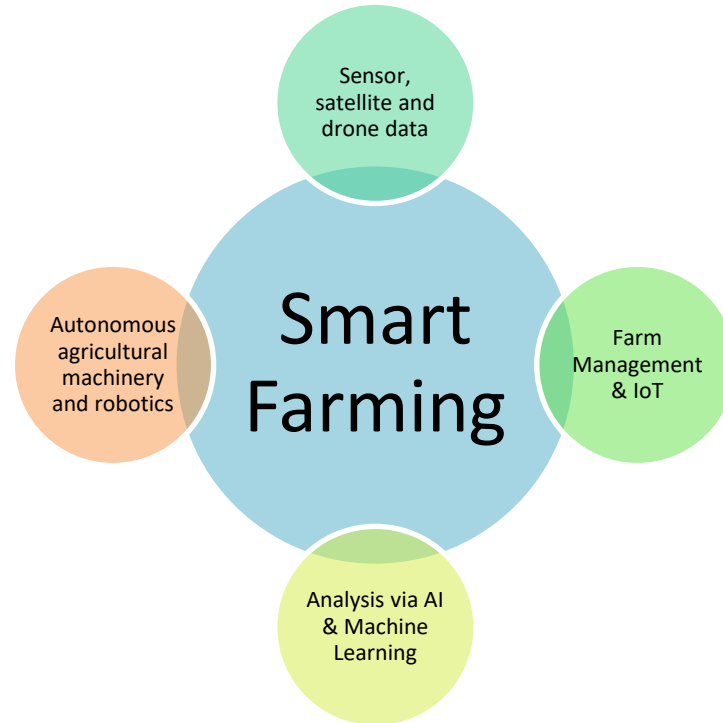 Sensor,
satellite and
drone data
Smart
Farming
Autonomous
agricultural
machinery
and robotics
Farm
Management
& IoT
Analysis via AI
& Machine
Learning